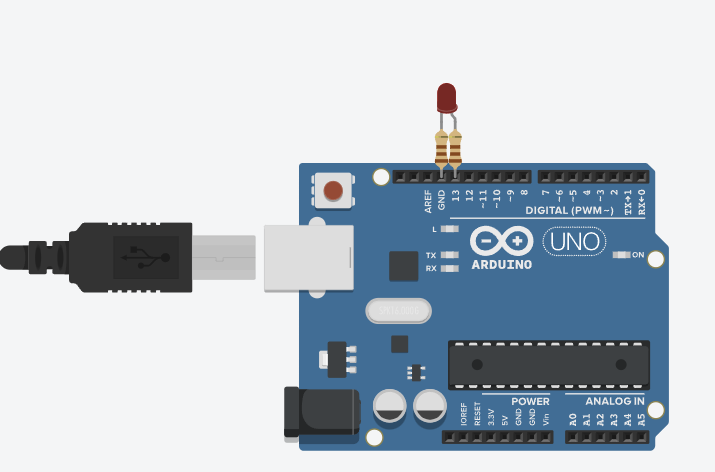 AREF
GND
13
12
~11
~10
~9
8
7
~6
~5
4
~3
2
TX→1
RX←0
DIGITAL (PWM~)
L
TX
RX
ARDUINO
UNO
ON
POWER
ANALOG IN
IOREF
RESET
3.3V
5V
GND
GND
Vin
A0
A1
A2
A3
A4
A5